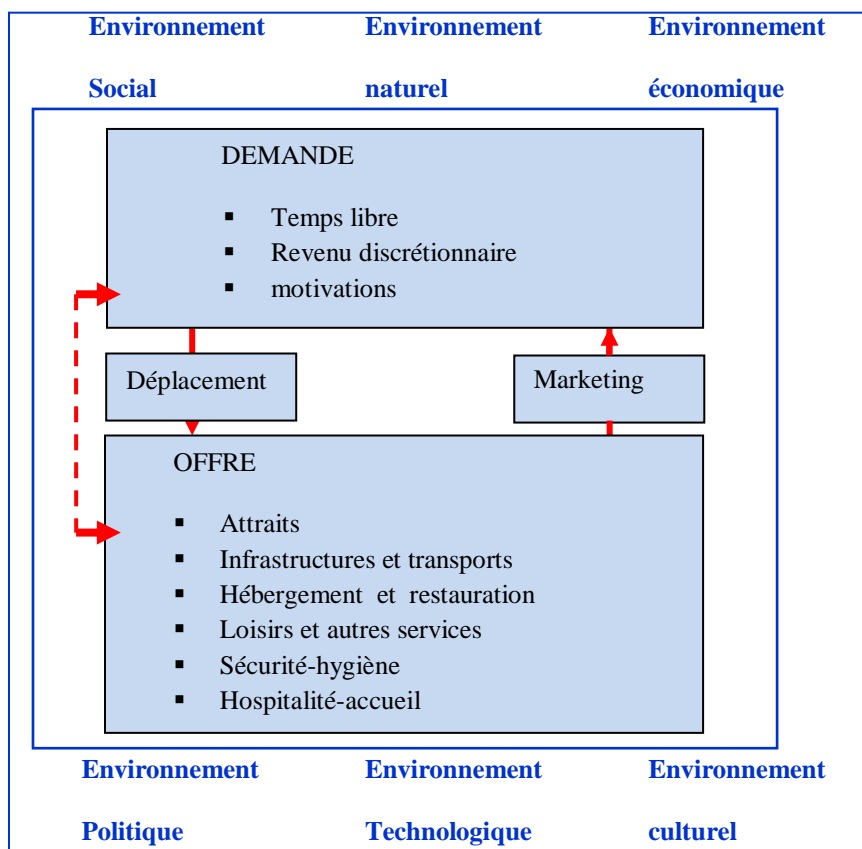 Environnement Environnement Environnement
Social naturel économique
DEMANDE
▪ Temps libre
▪ Revenu discrétionnaire
▪ motivations
Déplacement Marketing
OFFRE
▪ Attraits
▪ Infrastructures et transports
▪ Hébergement et restauration
▪ Loisirs et autres services
▪ Sécurité-hygiène
▪ Hospitalité-accueil
Environnement Environnement Environnement
Politique Technologique culturel